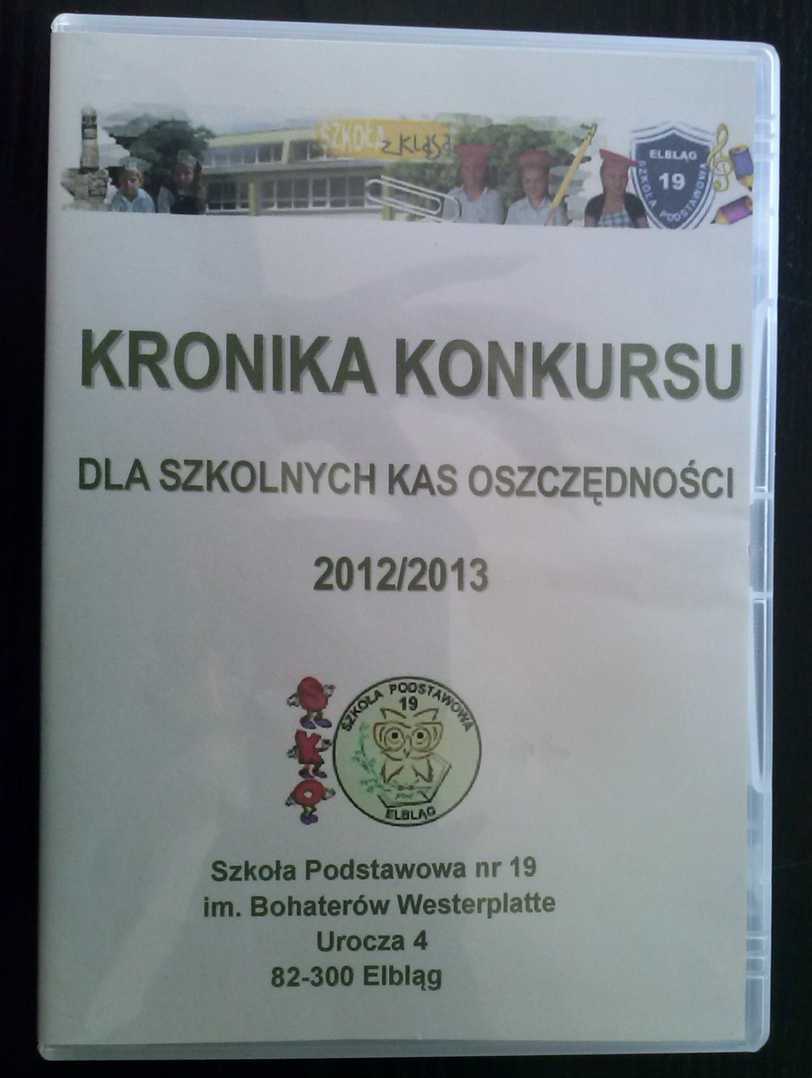 SZKOŁA z klasą
ELBLĄG
19
SZKOŁA PODSTAWOWA
KRONIKA KONKURSU
DLA SZKOLNYCH KAS OSZCZĘDNOŚCI
2012/2013
SKO
SZKOŁA PODSTAWOWA
19
ELBLĄG
Szkoła Podstawowa nr 19
im. Bohaterów Westerplatte
Urocza 4
82-300 Elbląg